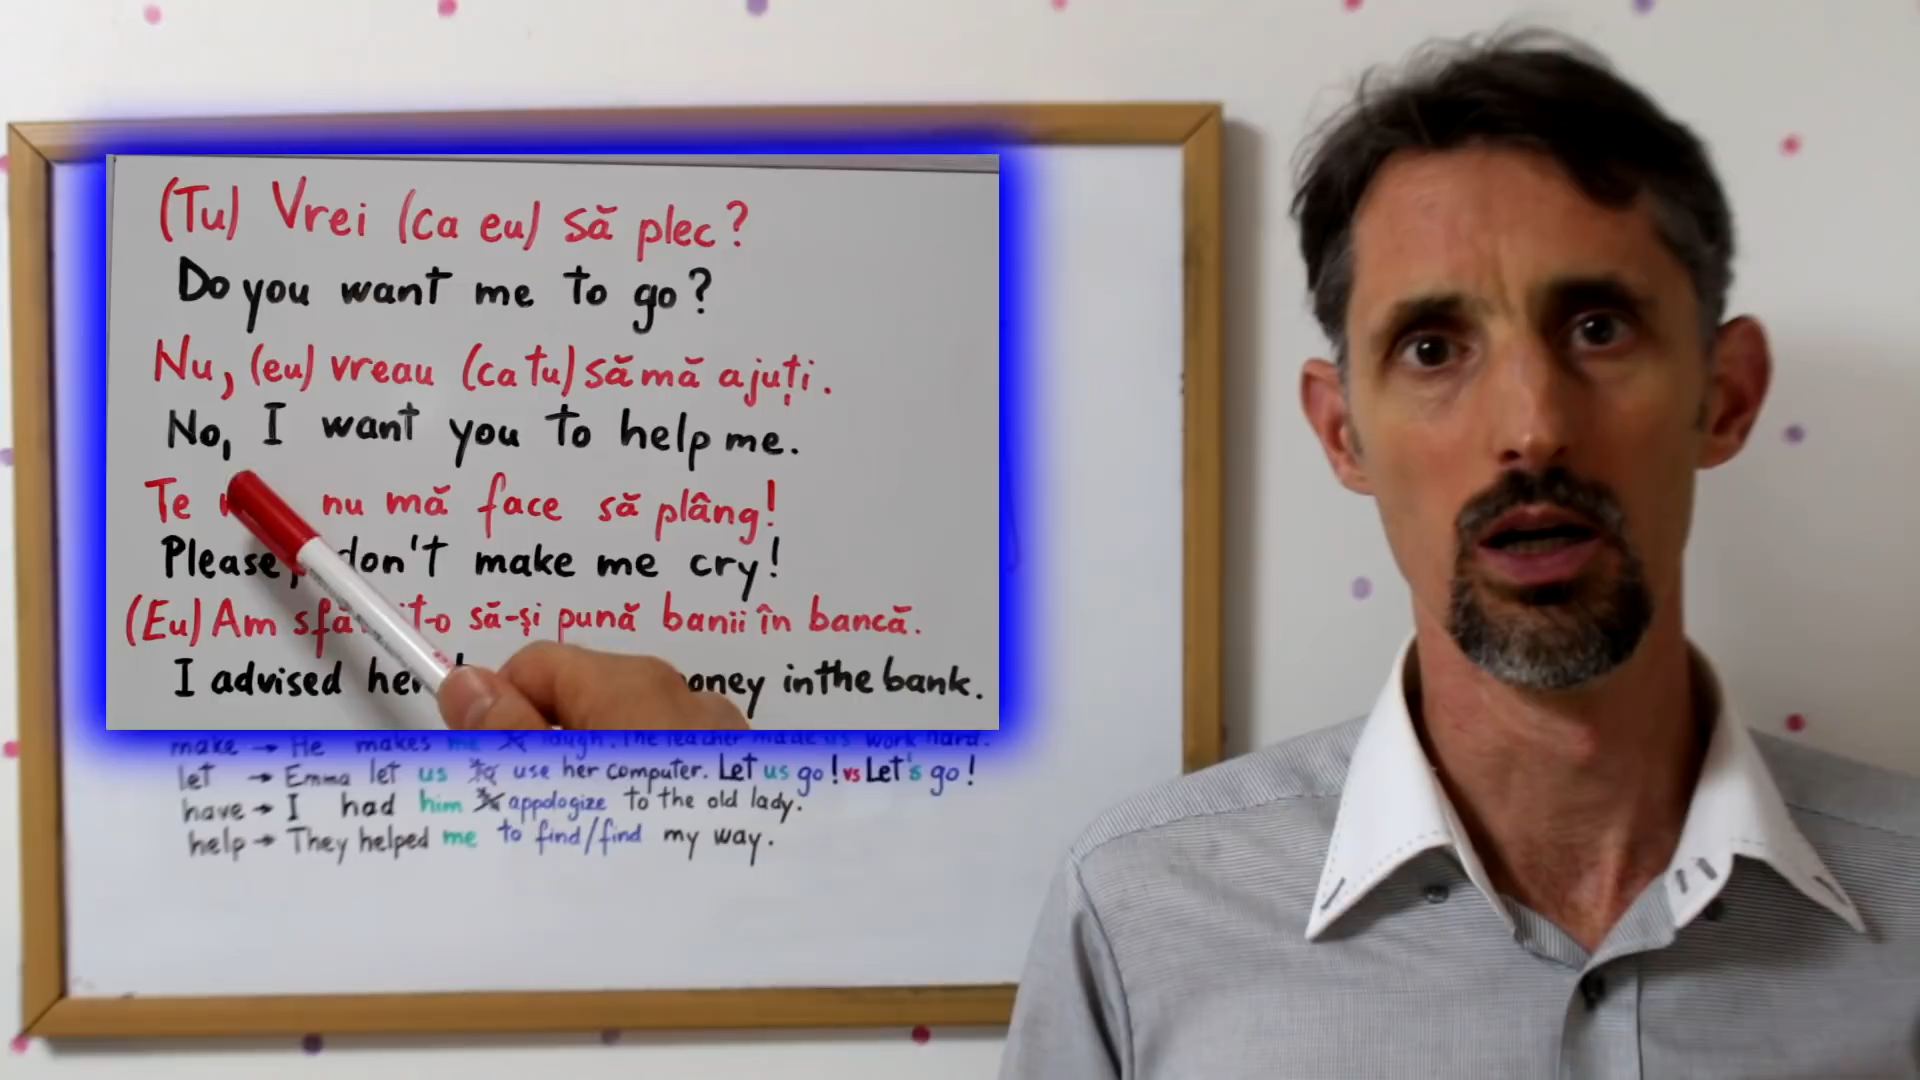 (Tu) Vrei (ca eu) să plec?
Do you want me to go?
Nu, (eu) vreau (ca tu) să mă ajuți.
No, I want you to help me.
Te nu mă face să plâng!
Please, don't make me cry!
(Eu) Am să-și pună banii în bancă.
I advised her in the bank.
make → He makes me laugh. The teacher made us work hard.
let → Emma let us to use her computer. Let us go! vs Let's go!
have → I had him to appologize to the old lady.
help → They helped me to find/find my way.